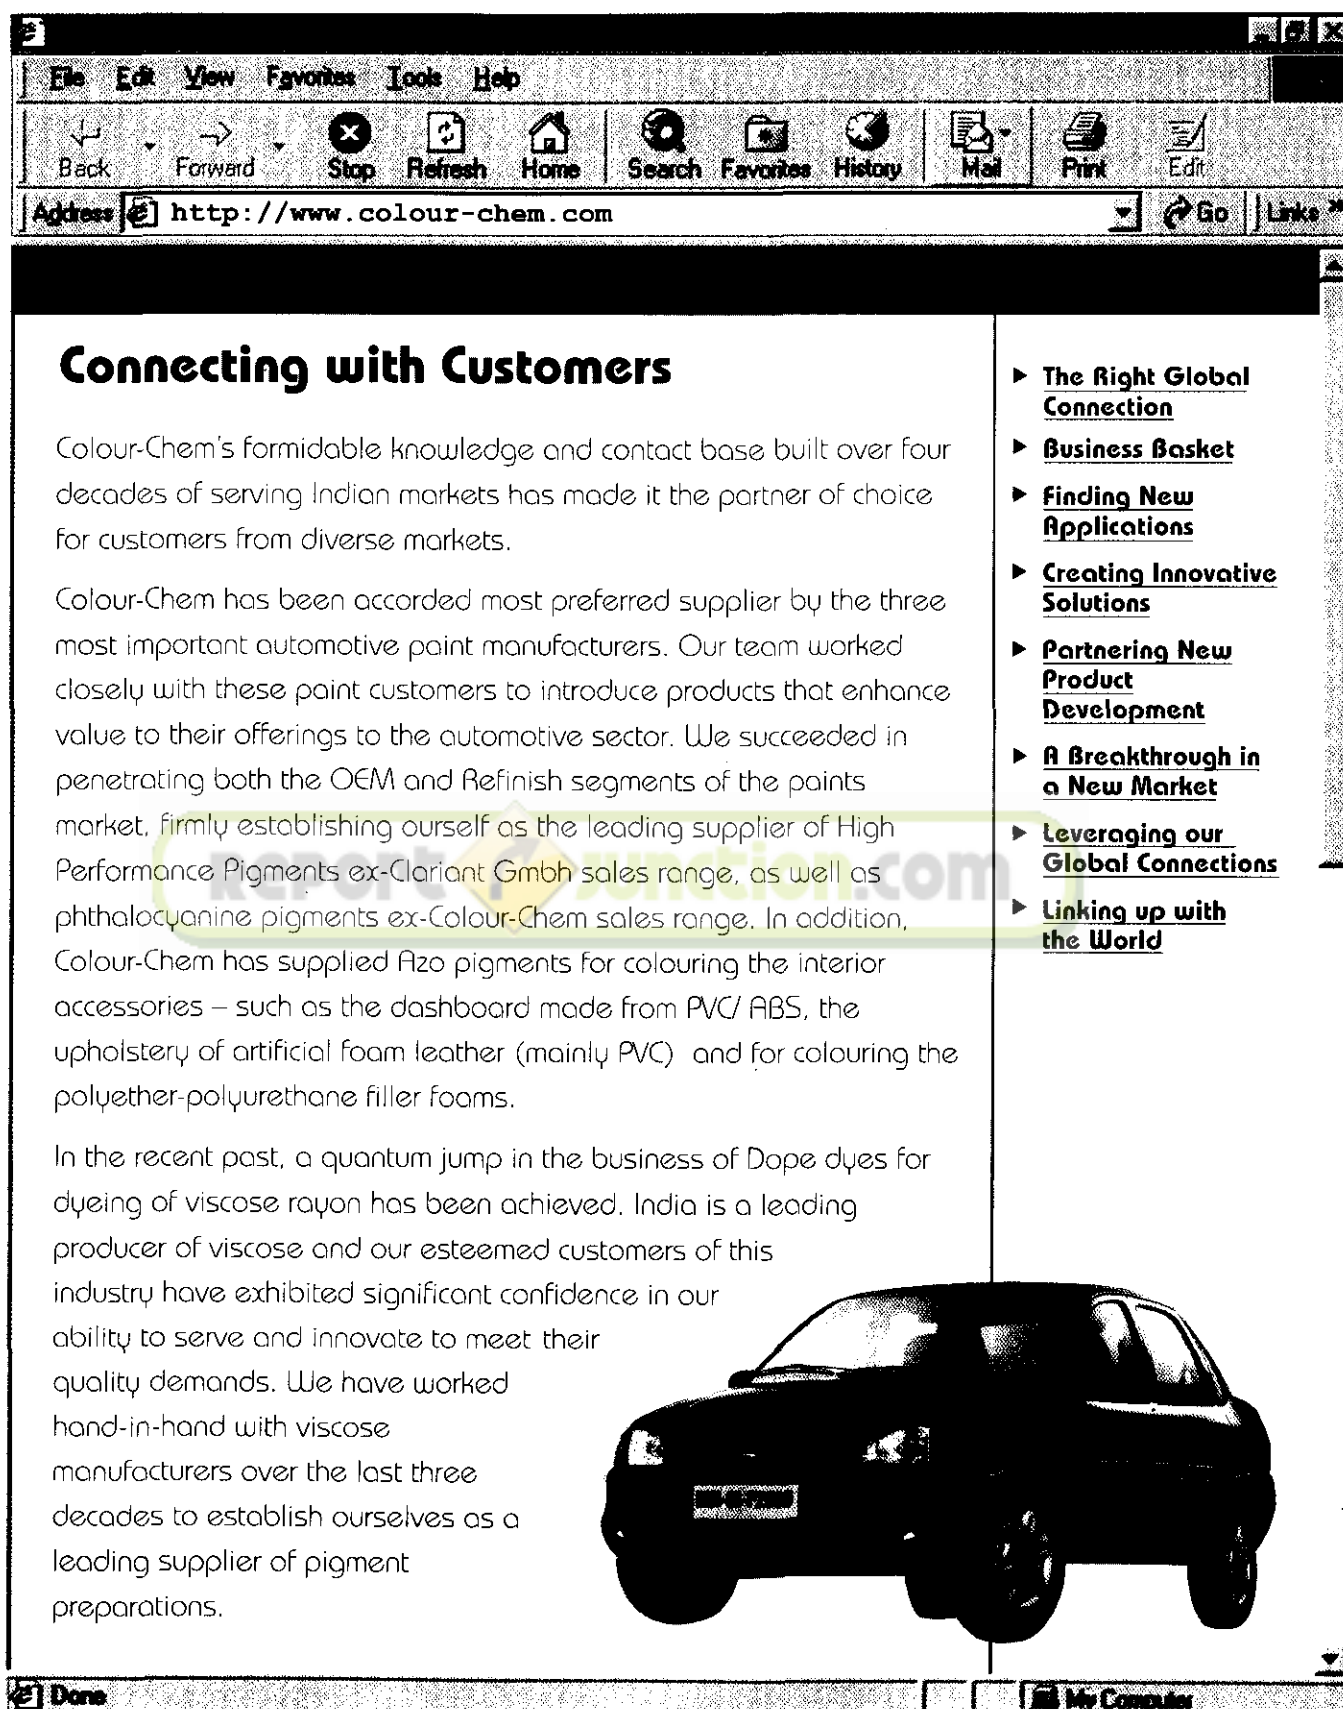 File Edit View Favorites Tools Help
Back Forward Stop Refresh Home Search Favorites History Mail Print Edit
Address http://www.colour-chem.com Go Links »
Connecting with Customers
Colour-Chem's formidable knowledge and contact base built over four
decades of serving Indian markets has made it the partner of choice
for customers from diverse markets.
Colour-Chem has been accorded most preferred supplier by the three
most important automotive paint manufacturers. Our team worked
closely with these paint customers to introduce products that enhance
value to their offerings to the automotive sector. We succeeded in
penetrating both the OEM and Refinish segments of the paints
market, firmly establishing ourself as the leading supplier of High
Performance Pigments ex-Clariant Gmbh sales range, as well as
phthalocyanine pigments ex-Colour-Chem sales range. In addition,
Colour-Chem has supplied Azo pigments for colouring the interior
accessories – such as the dashboard made from PVC/ ABS, the
upholstery of artificial foam leather (mainly PVC) and for colouring the
polyether-polyurethane filler foams.
In the recent past, a quantum jump in the business of Dope dyes for
dyeing of viscose rayon has been achieved. India is a leading
producer of viscose and our esteemed customers of this
industry have exhibited significant confidence in our
ability to serve and innovate to meet their
quality demands. We have worked
hand-in-hand with viscose
manufacturers over the last three
decades to establish ourselves as a
leading supplier of pigment
preparations.
The Right Global
Connection
Business Basket
Finding New
Applications
Creating Innovative
Solutions
Partnering New
Product
Development
A Breakthrough in
a New Market
Leveraging our
Global Connections
Linking up with
the World
Report Junction.com
Done My Computer